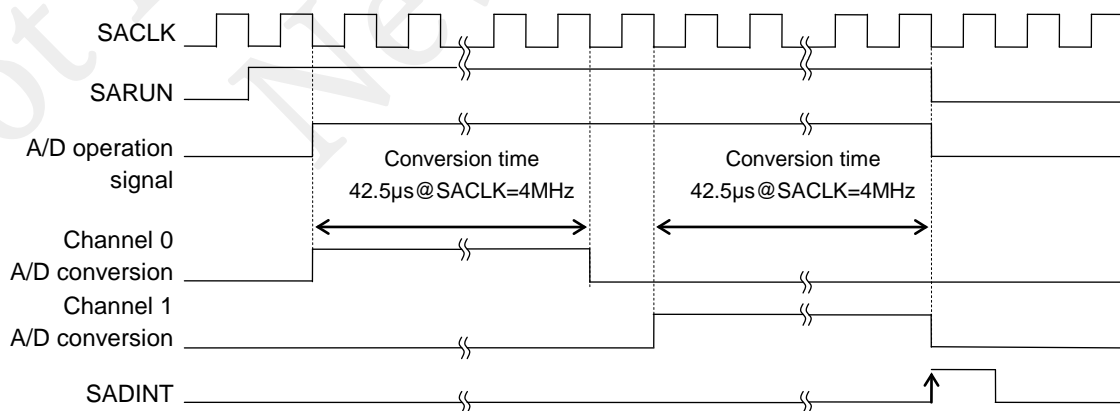 SACLK
SARUN
A/D operation
signal
Conversion time
42.5µs@SACLK=4MHz
Conversion time
42.5µs@SACLK=4MHz
Channel 0
A/D conversion
Channel 1
A/D conversion
SADINT